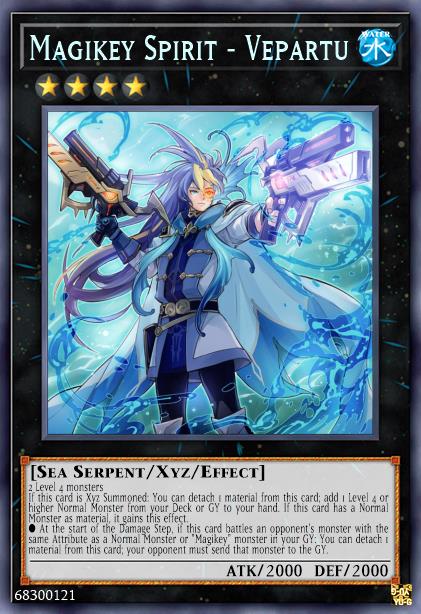 Magikey Spirit - Vepartu
WATER
水
[Sea Serpent/Xyz/Effect]
2 Level 4 monsters
If this card is Xyz Summoned: You can detach 1 material from this card; add 1 Level 4 or
higher Normal Monster from your Deck or GY to your hand. If this card has a Normal
Monster as material, it gains this effect.
● At the start of the Damage Step, if this card battles an opponent's monster with the
same Attribute as a Normal Monster or "Magikey" monster in your GY: You can detach 1
material from this card; your opponent must send that monster to the GY.
ATK/2000 DEF/2000
68300121